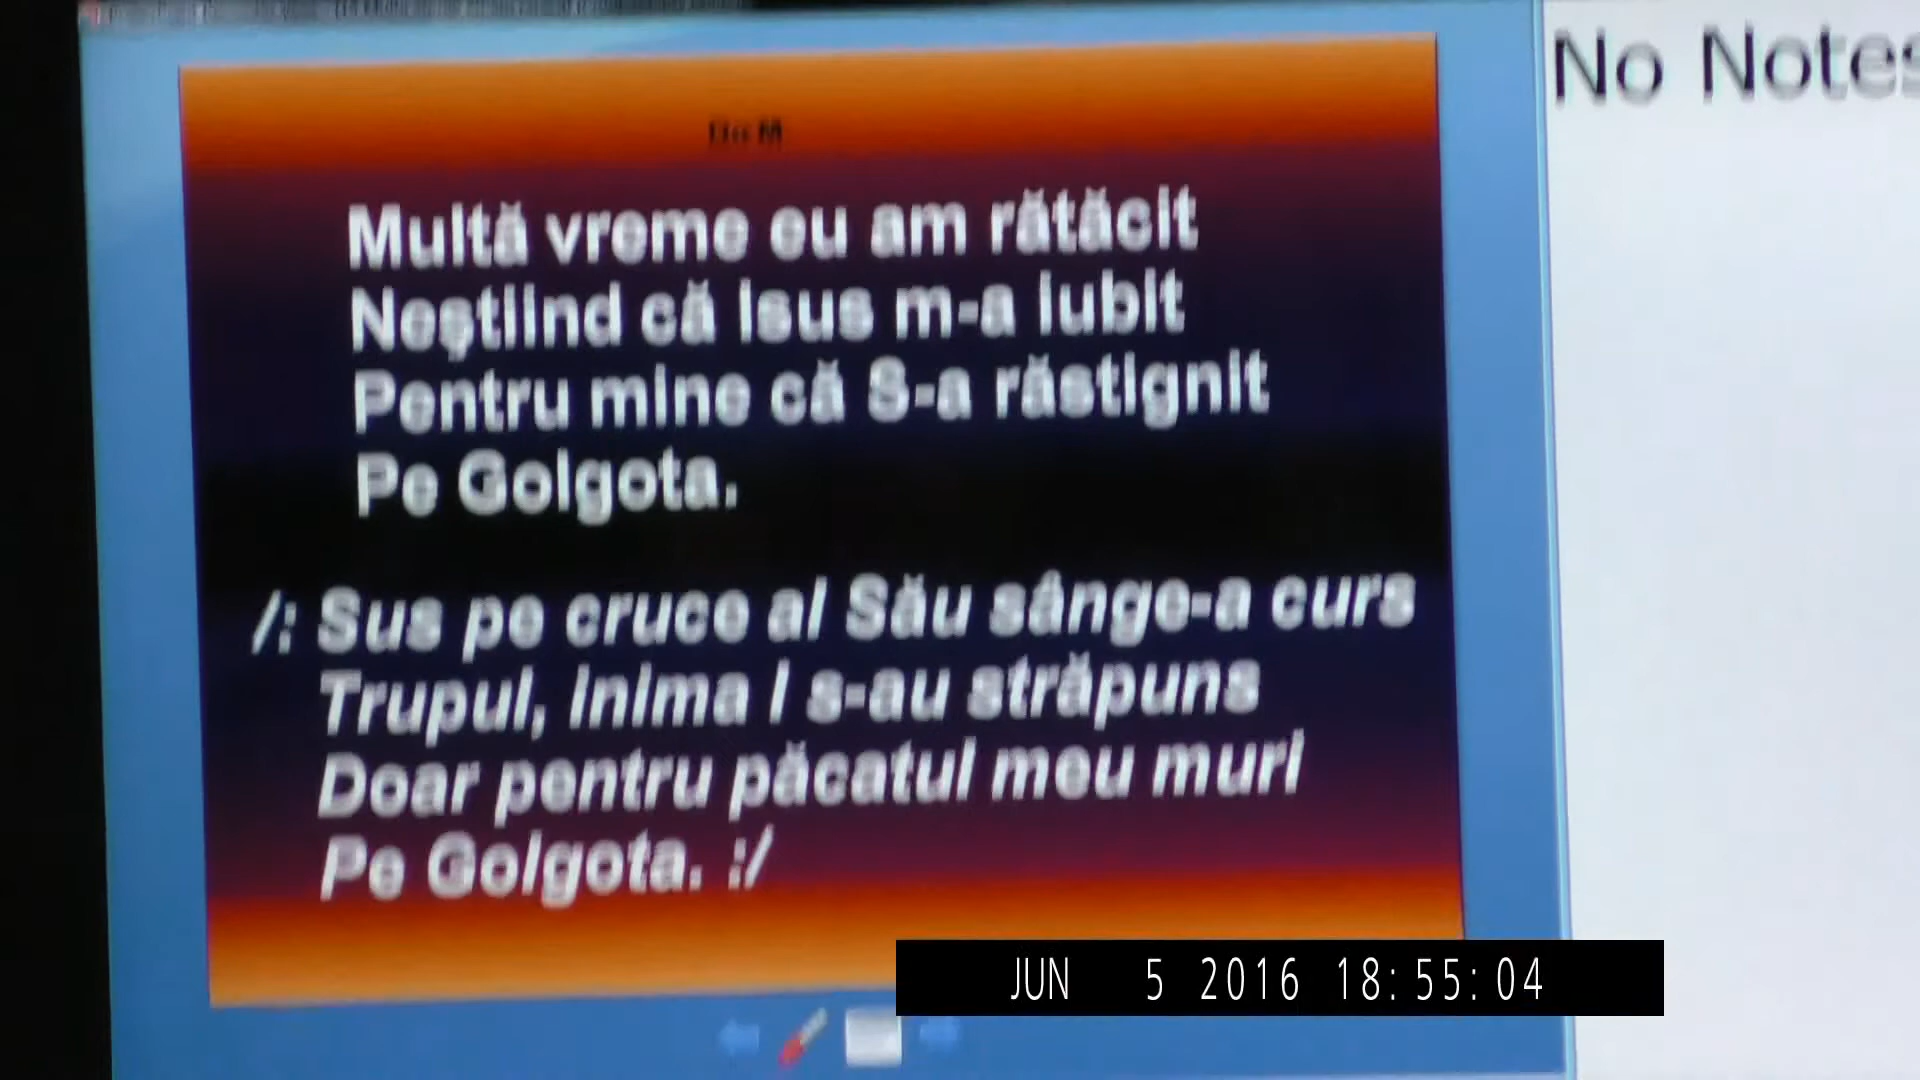 Do M
Multă vreme eu am rătăcit
Neştiind că Isus m-a iubit
Pentru mine că S-a răstignit
Pe Golgota.
/: Sus pe cruce al Său sânge-a curs
Trupul, inima I s-au străpuns
Doar pentru păcatul meu muri
Pe Golgota. :/
No Notes
JUN 5 2016 18:55:04